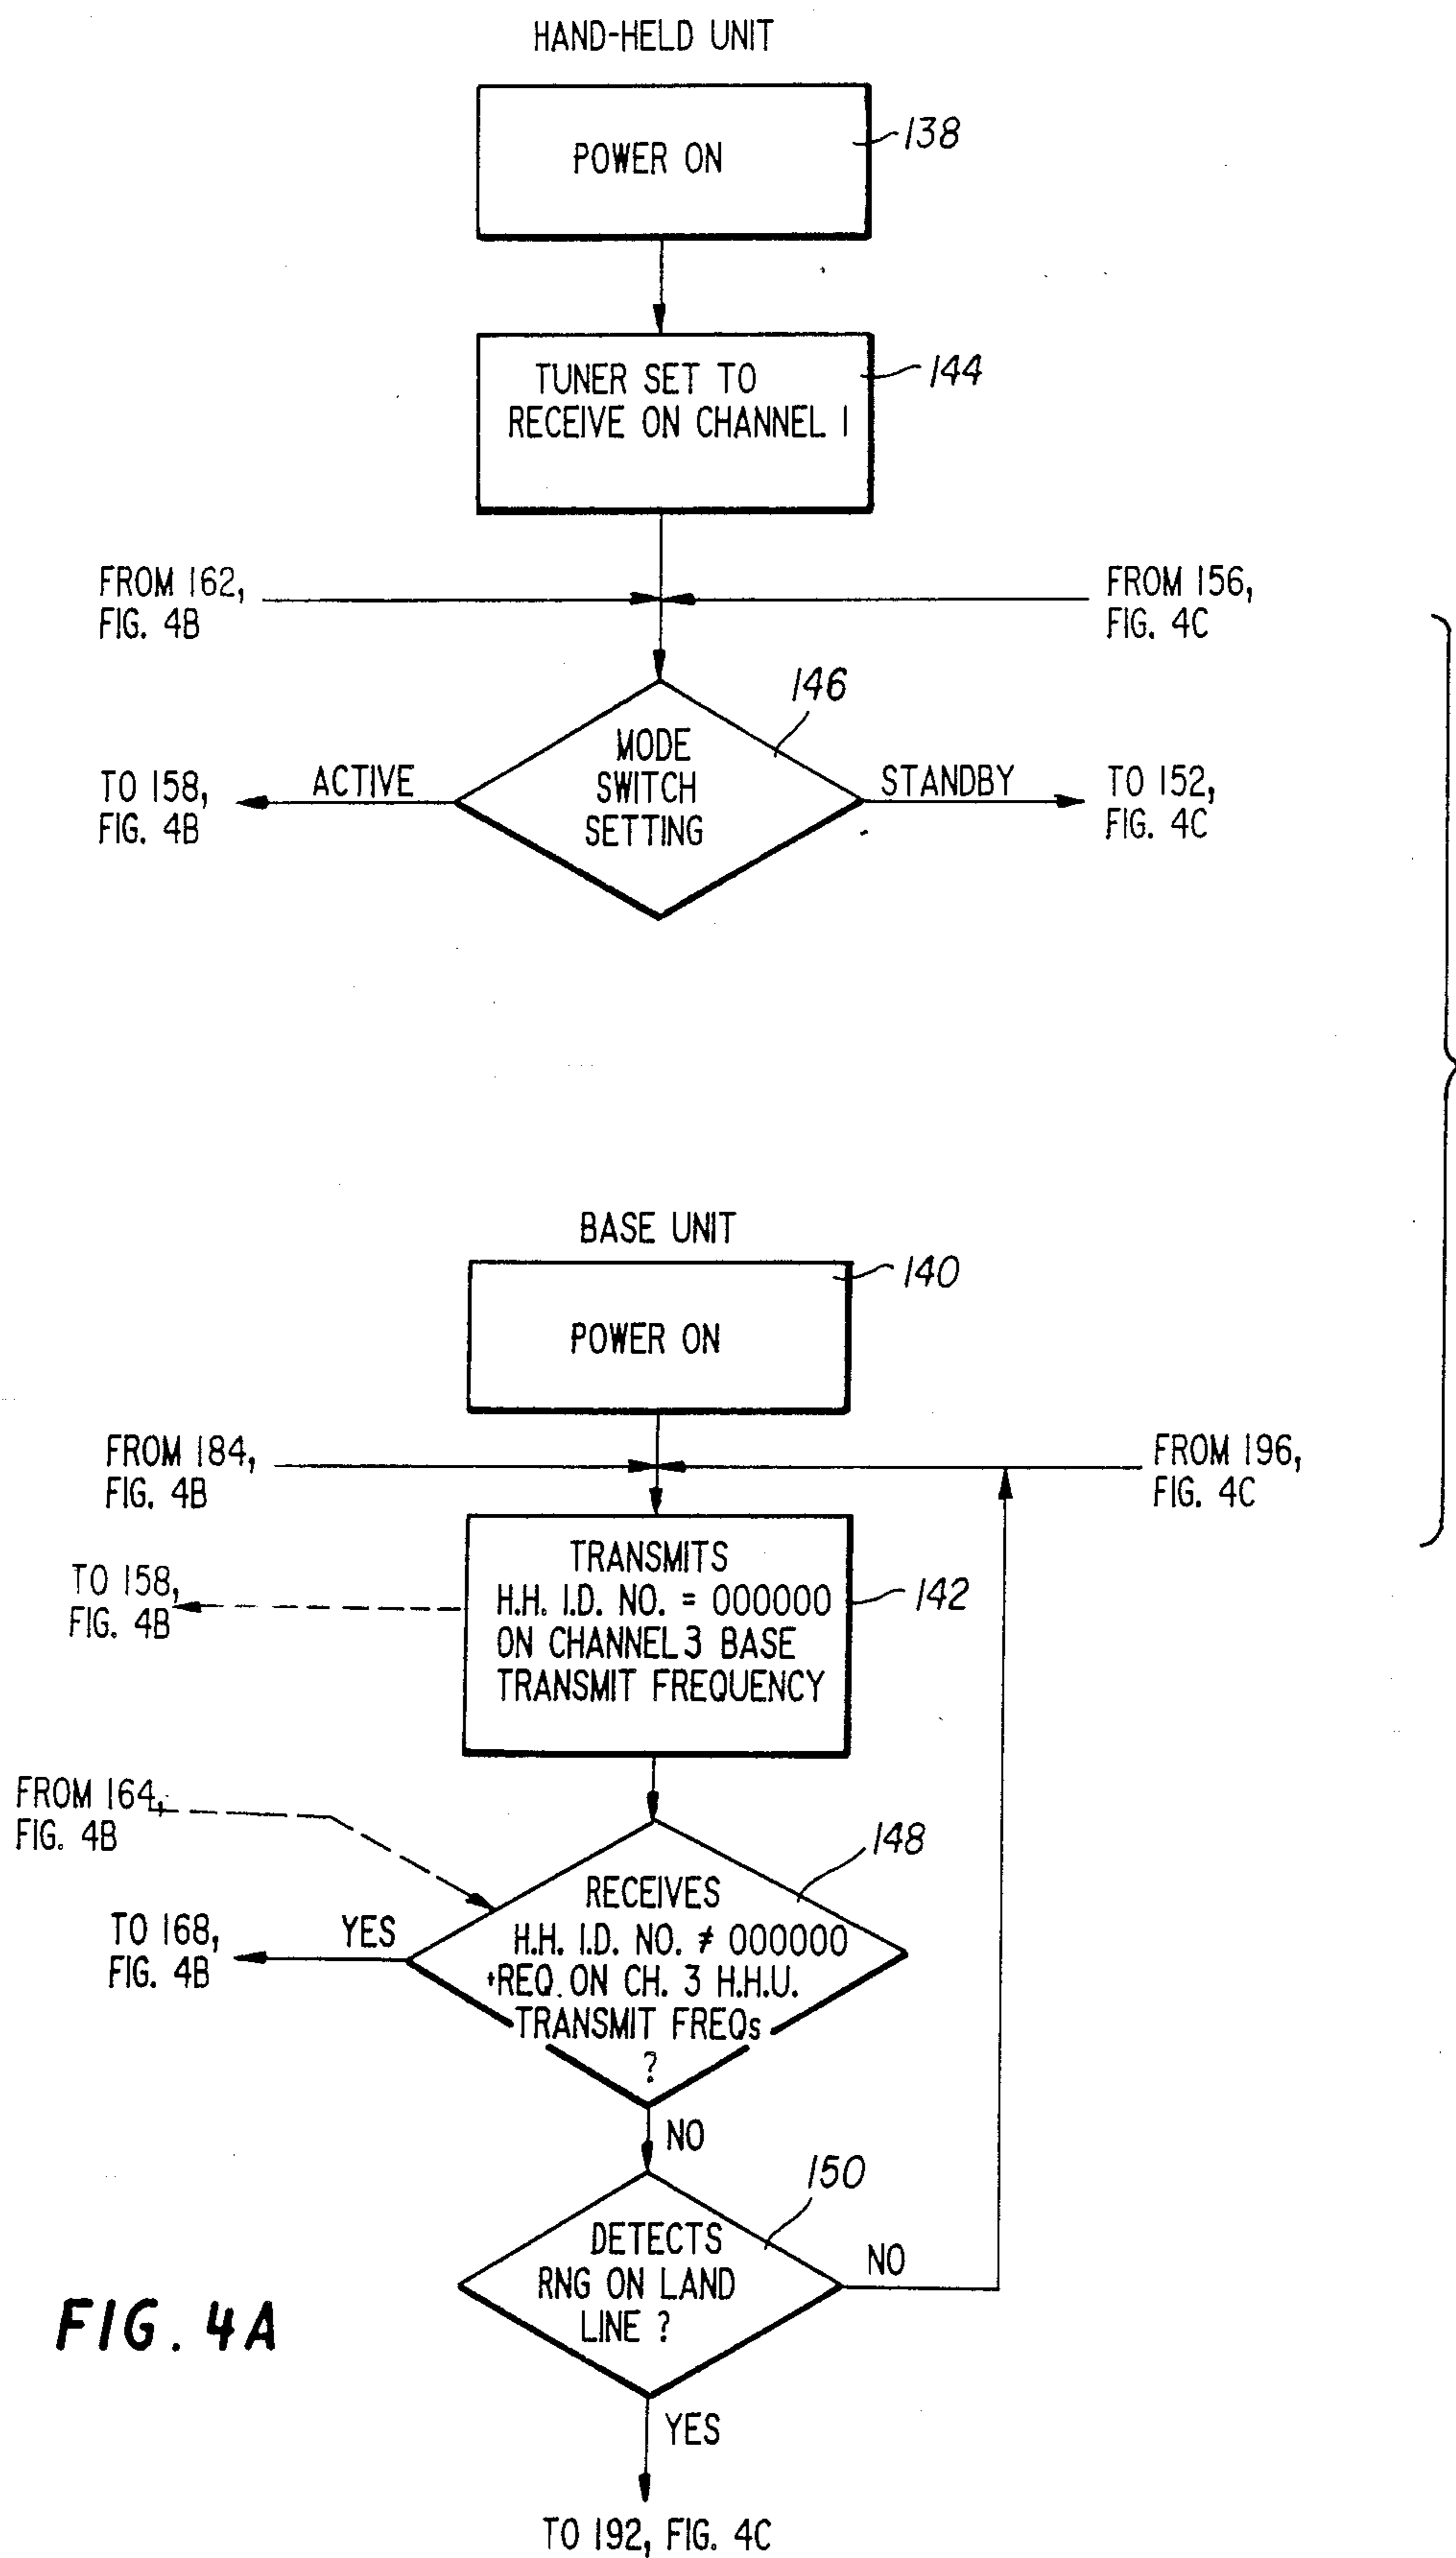 HAND-HELD UNIT
POWER ON
138
TUNER SET TO
RECEIVE ON CHANNEL 1
144
FROM 162,
FIG. 4B
FROM 156,
FIG. 4C
146
MODE
SWITCH
SETTING
TO 158,
FIG. 4B
ACTIVE
STANDBY
TO 152,
FIG. 4C
BASE UNIT
140
POWER ON
FROM 184,
FIG. 4B
FROM 196,
FIG. 4C
TRANSMITS
H.H. I.D. NO. = 000000
ON CHANNEL 3 BASE
TRANSMIT FREQUENCY
142
TO 158,
FIG. 4B
FROM 164,
FIG. 4B
148
RECEIVES
H.H. I.D. NO. ≠ 000000
+REQ. ON CH. 3 H.H.U.
TRANSMIT FREQs
?
TO 168,
FIG. 4B
YES
NO
150
DETECTS
RNG ON LAND
LINE ?
NO
YES
TO 192, FIG. 4C
FIG. 4A